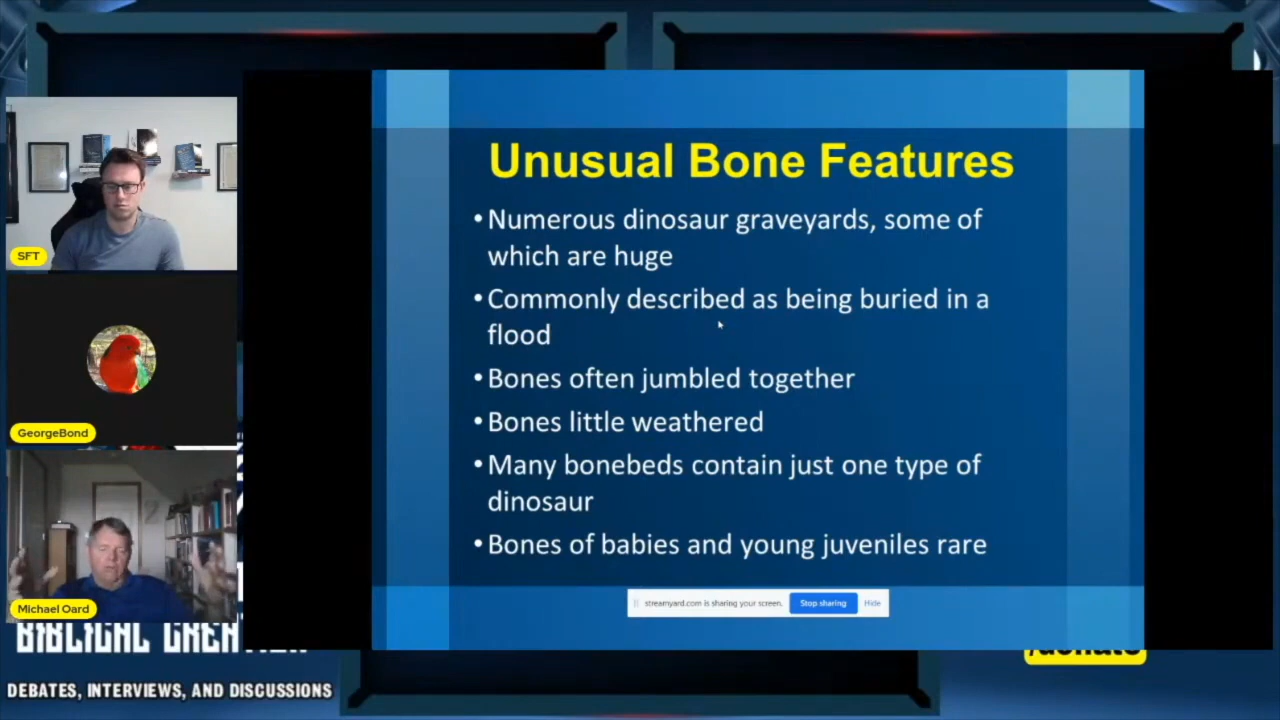 Unusual Bone Features
•Numerous dinosaur graveyards, some of
which are huge
•Commonly described as being buried in a
flood
•Bones often jumbled together
•Bones little weathered
•Many bonebeds contain just one type of
dinosaur
•Bones of babies and young juveniles rare
streamyard.com is sharing your screen. Stop sharing Hide
SFT
GeorgeBond
Michael Oard
BIBLICAL
DEBATES, INTERVIEWS, AND DISCUSSIONS
/donate